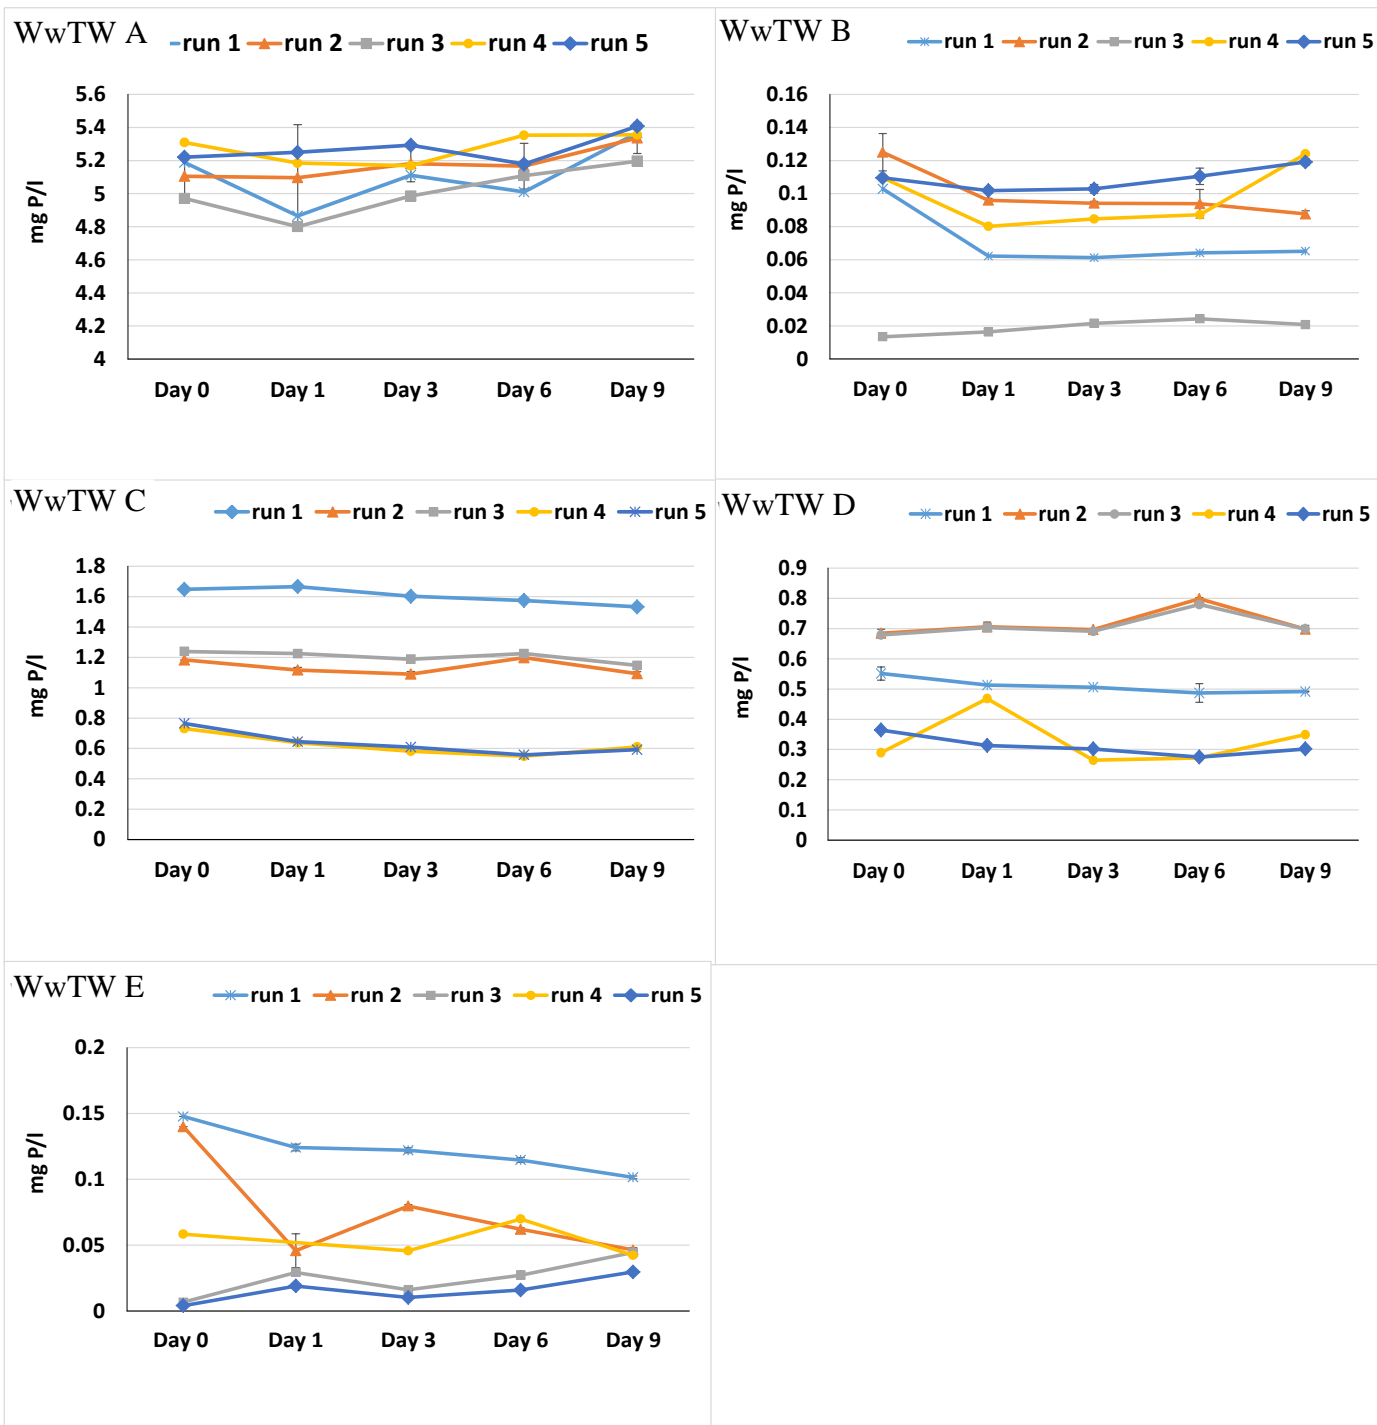 WwTW A
run 1 run 2 run 3 run 4 run 5
5.6
5.4
5.2
5
4.8
4.6
4.4
4.2
4
mg P/l
Day 0 Day 1 Day 3 Day 6 Day 9
WwTW B
run 1 run 2 run 3 run 4 run 5
0.16
0.14
0.12
0.1
0.08
0.06
0.04
0.02
0
mg P/l
Day 0 Day 1 Day 3 Day 6 Day 9
WwTW C
run 1 run 2 run 3 run 4 run 5
1.8
1.6
1.4
1.2
1
0.8
0.6
0.4
0.2
0
mg P/l
Day 0 Day 1 Day 3 Day 6 Day 9
WwTW D
run 1 run 2 run 3 run 4 run 5
0.9
0.8
0.7
0.6
0.5
0.4
0.3
0.2
0.1
0
mg P/l
Day 0 Day 1 Day 3 Day 6 Day 9
WwTW E
run 1 run 2 run 3 run 4 run 5
0.2
0.15
0.1
0.05
0
mg P/l
Day 0 Day 1 Day 3 Day 6 Day 9